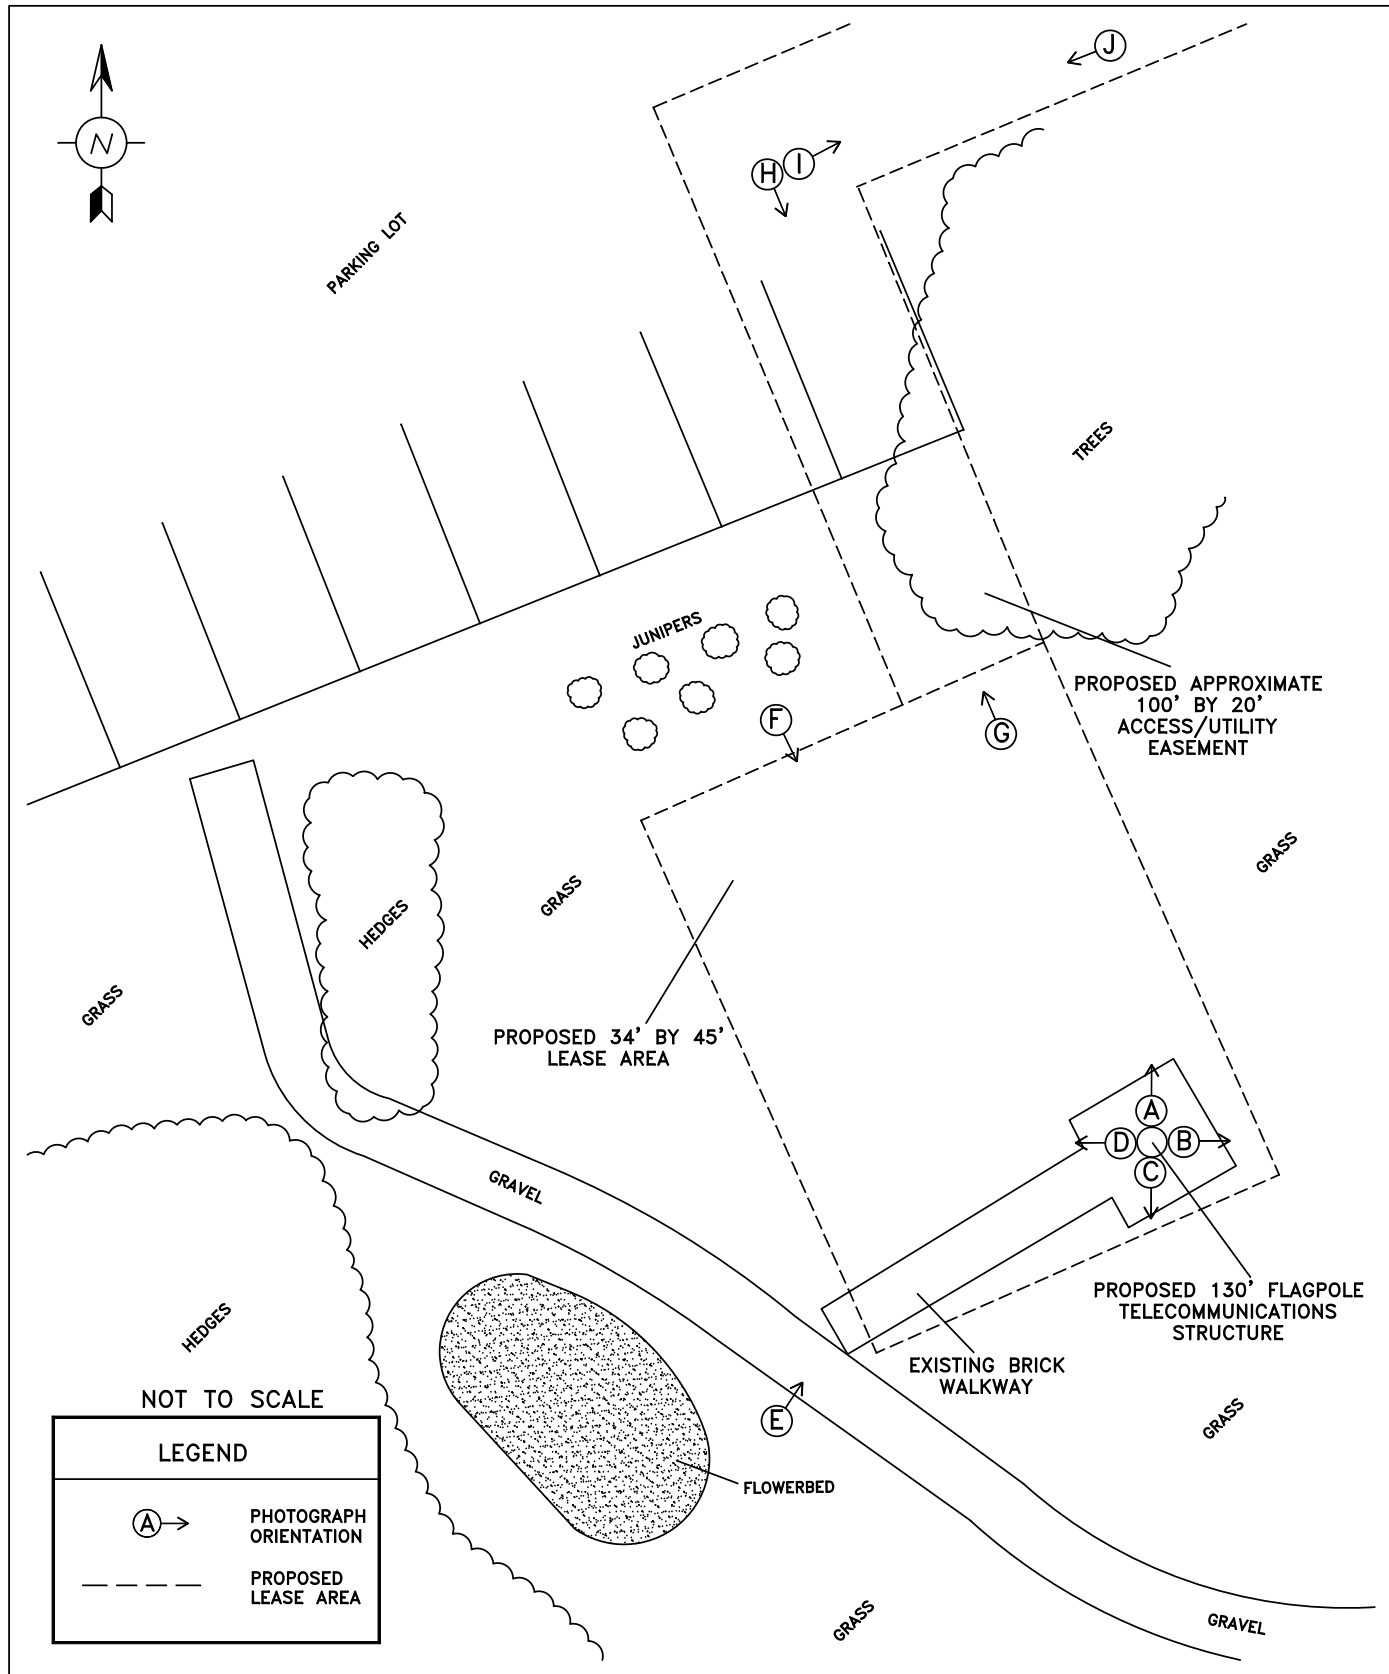 J
N
H
I
PARKING LOT
TREES
JUNIPERS
PROPOSED APPROXIMATE
100' BY 20'
ACCESS/UTILITY
EASEMENT
F
G
GRASS
GRASS
HEDGES
GRASS
PROPOSED 34' BY 45'
LEASE AREA
A
D
B
C
GRAVEL
PROPOSED 130' FLAGPOLE
TELECOMMUNICATIONS
STRUCTURE
HEDGES
EXISTING BRICK
WALKWAY
NOT TO SCALE
E
GRASS
LEGEND
FLOWERBED
A
PHOTOGRAPH
ORIENTATION
PROPOSED
LEASE AREA
GRASS
GRAVEL